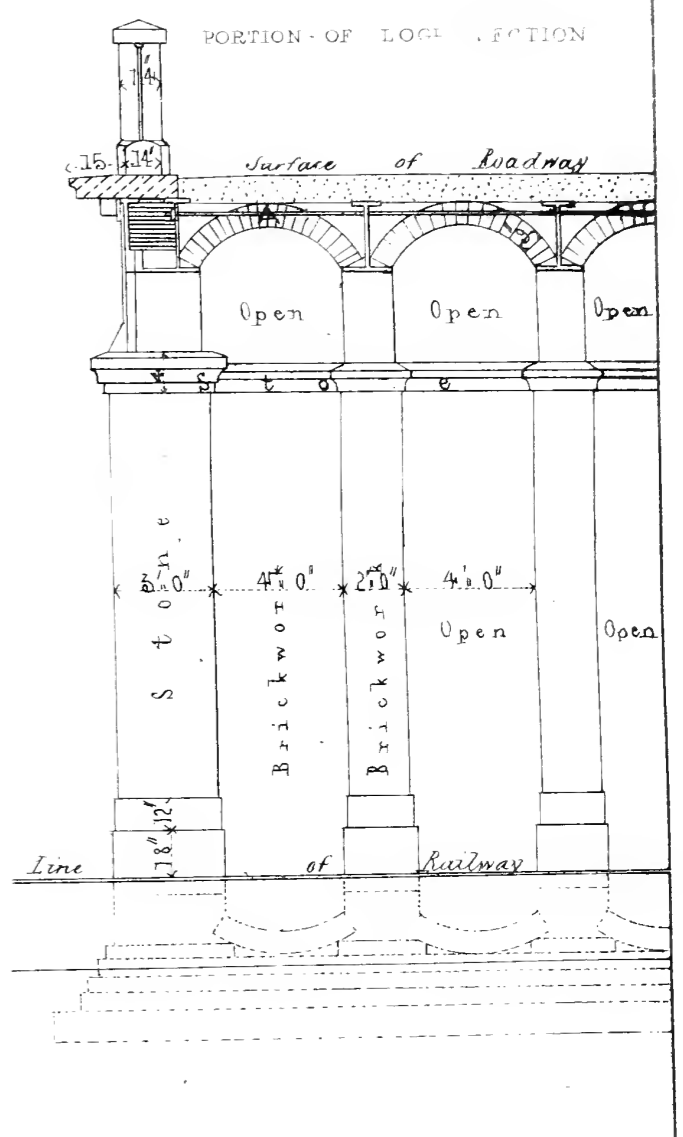 PORTION - OF SECTION
14"
15 14"
Surface of Roadway
A
Open Open Open
Stone
3'0" 4'0" 2'0" 4'0"
Stone
Brickwork
Brickwork
Open Open
12"
18"
Line of Railway